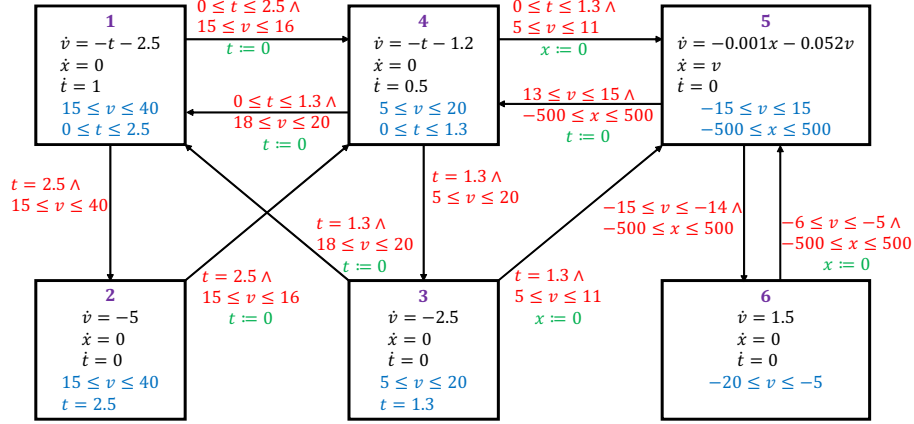 1
v̇ = −t − 2.5
ẋ = 0
ṫ = 1
15 ≤ v ≤ 40
0 ≤ t ≤ 2.5
0 ≤ t ≤ 2.5 ∧
15 ≤ v ≤ 16
t ≔ 0
4
v̇ = −t − 1.2
ẋ = 0
ṫ = 0.5
5 ≤ v ≤ 20
0 ≤ t ≤ 1.3
0 ≤ t ≤ 1.3 ∧
18 ≤ v ≤ 20
t ≔ 0
0 ≤ t ≤ 1.3 ∧
5 ≤ v ≤ 11
x ≔ 0
5
v̇ = −0.001x − 0.052v
ẋ = v
ṫ = 0
−15 ≤ v ≤ 15
−500 ≤ x ≤ 500
13 ≤ v ≤ 15 ∧
−500 ≤ x ≤ 500
t ≔ 0
t = 2.5 ∧
15 ≤ v ≤ 40
t = 1.3 ∧
18 ≤ v ≤ 20
t ≔ 0
t = 1.3 ∧
5 ≤ v ≤ 20
−15 ≤ v ≤ −14 ∧
−500 ≤ x ≤ 500
−6 ≤ v ≤ −5 ∧
−500 ≤ x ≤ 500
x ≔ 0
2
v̇ = −5
ẋ = 0
ṫ = 0
15 ≤ v ≤ 40
t = 2.5
t = 2.5 ∧
15 ≤ v ≤ 16
t ≔ 0
3
v̇ = −2.5
ẋ = 0
ṫ = 0
5 ≤ v ≤ 20
t = 1.3
t = 1.3 ∧
5 ≤ v ≤ 11
x ≔ 0
6
v̇ = 1.5
ẋ = 0
ṫ = 0
−20 ≤ v ≤ −5